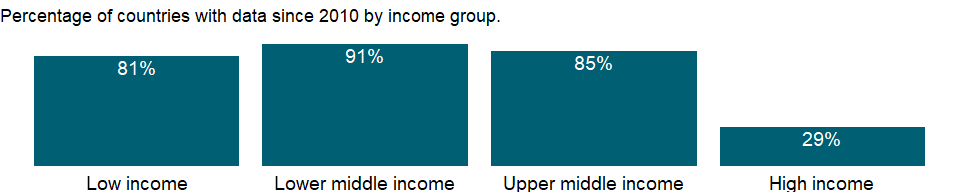 Percentage of countries with data since 2010 by income group.
81% 91% 85% 29%
Low income Lower middle income Upper middle income High income